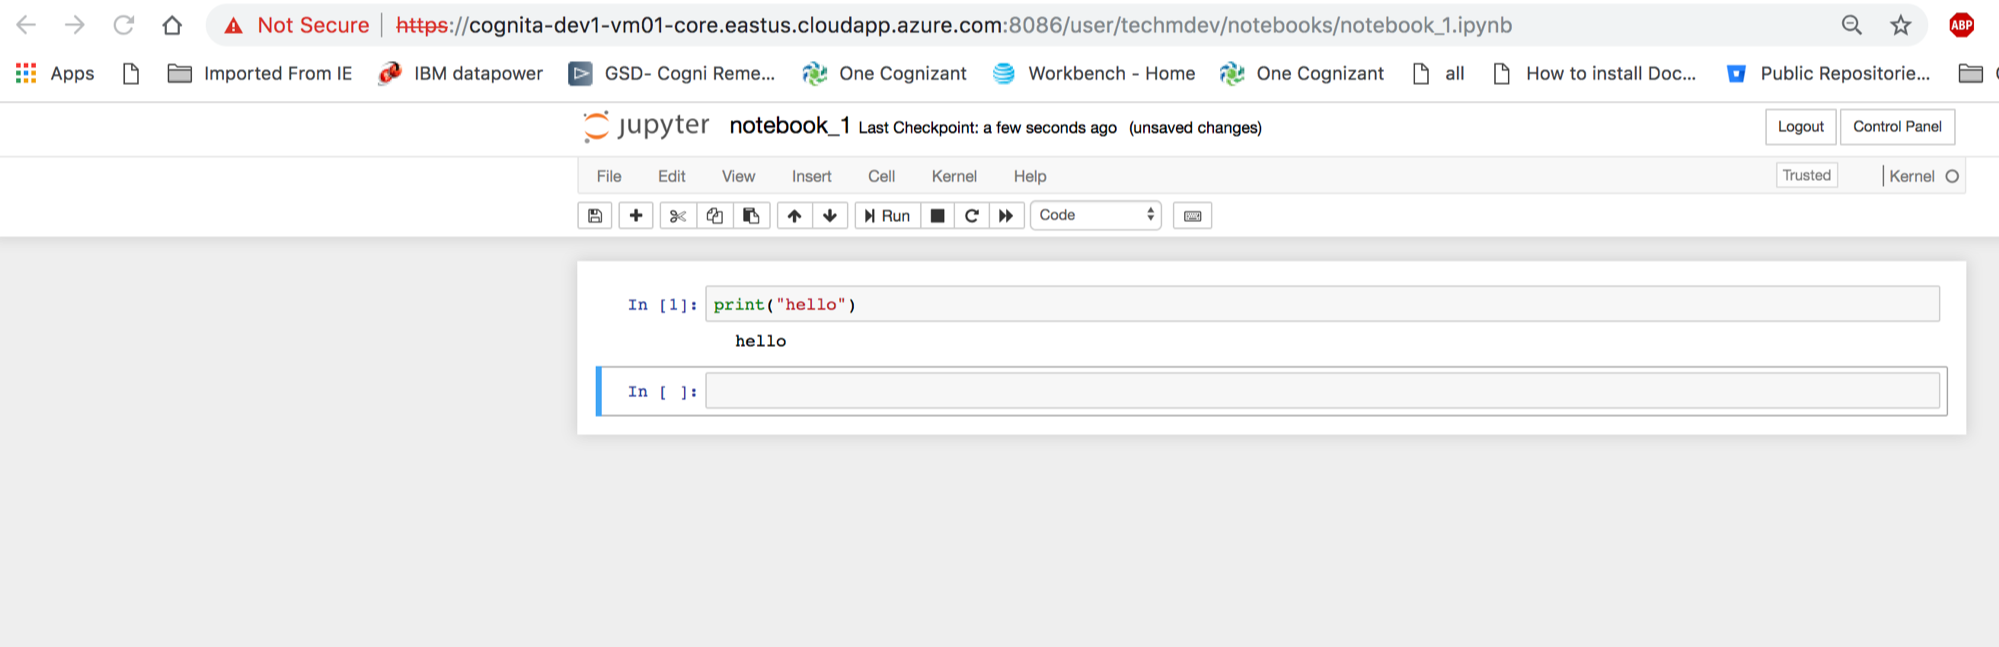 Not Secure https://cognita-dev1-vm01-core.eastus.cloudapp.azure.com:8086/user/techmdev/notebooks/notebook_1.ipynb ABP
Apps Imported From IE IBM datapower GSD- Cogni Reme... One Cognizant Workbench - Home One Cognizant all How to install Doc... Public Repositorie...
jupyter notebook_1 Last Checkpoint: a few seconds ago (unsaved changes) Logout Control Panel
File Edit View Insert Cell Kernel Help Trusted Kernel
Run Code
In [1]: print("hello")
hello
In [ ]: